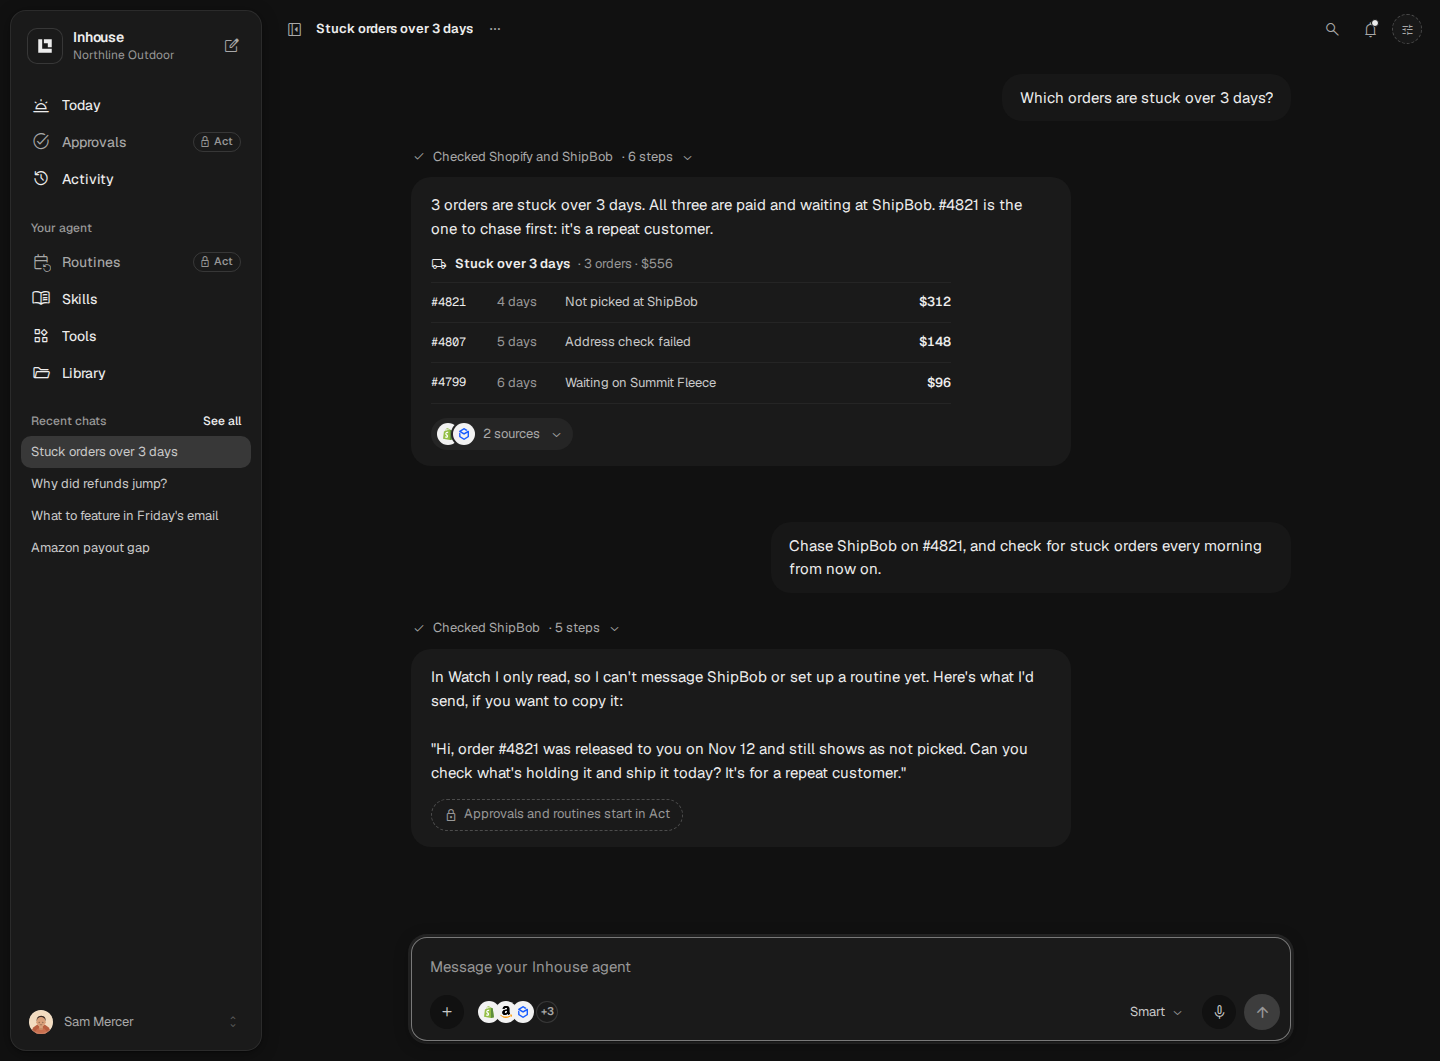 Inhouse
Northline Outdoor
Today
Approvals
Act
Activity
Your agent
Routines
Act
Skills
Tools
Library
Recent chats
See all
Stuck orders over 3 days
Why did refunds jump?
What to feature in Friday's email
Amazon payout gap
Sam Mercer
Stuck orders over 3 days
Which orders are stuck over 3 days?
Checked Shopify and ShipBob · 6 steps
3 orders are stuck over 3 days. All three are paid and waiting at ShipBob. #4821 is the
one to chase first: it's a repeat customer.
Stuck over 3 days · 3 orders · $556
#4821 4 days Not picked at ShipBob $312
#4807 5 days Address check failed $148
#4799 6 days Waiting on Summit Fleece $96
2 sources
Chase ShipBob on #4821, and check for stuck orders every morning
from now on.
Checked ShipBob · 5 steps
In Watch I only read, so I can't message ShipBob or set up a routine yet. Here's what I'd
send, if you want to copy it:
"Hi, order #4821 was released to you on Nov 12 and still shows as not picked. Can you
check what's holding it and ship it today? It's for a repeat customer."
Approvals and routines start in Act
Message your Inhouse agent
a
+3
Smart